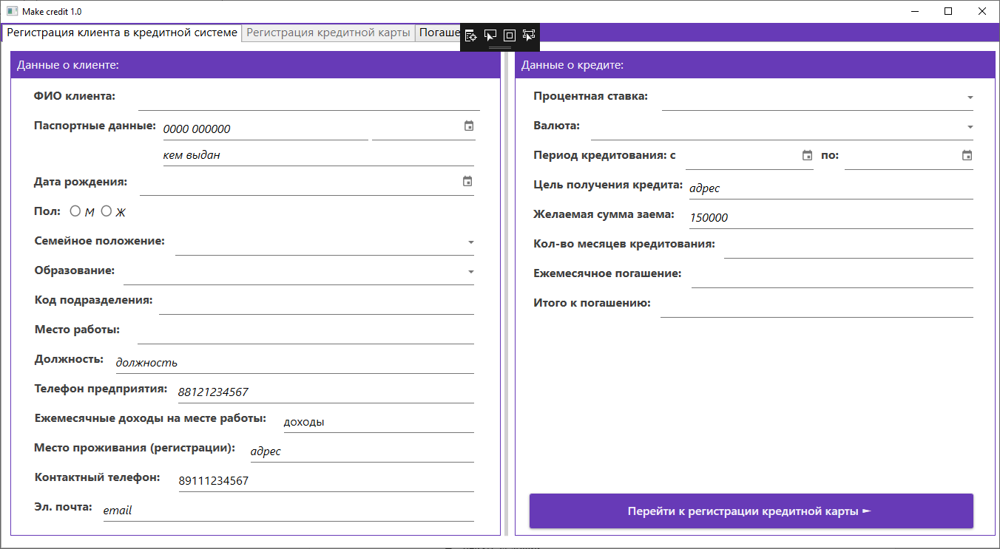 Make credit 1.0
Регистрация клиента в кредитной системе Регистрация кредитной карты
Данные о клиенте:
ФИО клиента:
Паспортные данные: 0000 000000
кем выдан
Дата рождения:
Пол: М Ж
Семейное положение:
Образование:
Код подразделения:
Место работы:
Должность: должность
Телефон предприятия: 88121234567
Ежемесячные доходы на месте работы: доходы
Место проживания (регистрации): адрес
Контактный телефон: 89111234567
Эл. почта: email
Данные о кредите:
Процентная ставка:
Валюта:
Период кредитования: с по:
Цель получения кредита: адрес
Желаемая сумма заема: 150000
Кол-во месяцев кредитования:
Ежемесячное погашение:
Итого к погашению:
Перейти к регистрации кредитной карты ►